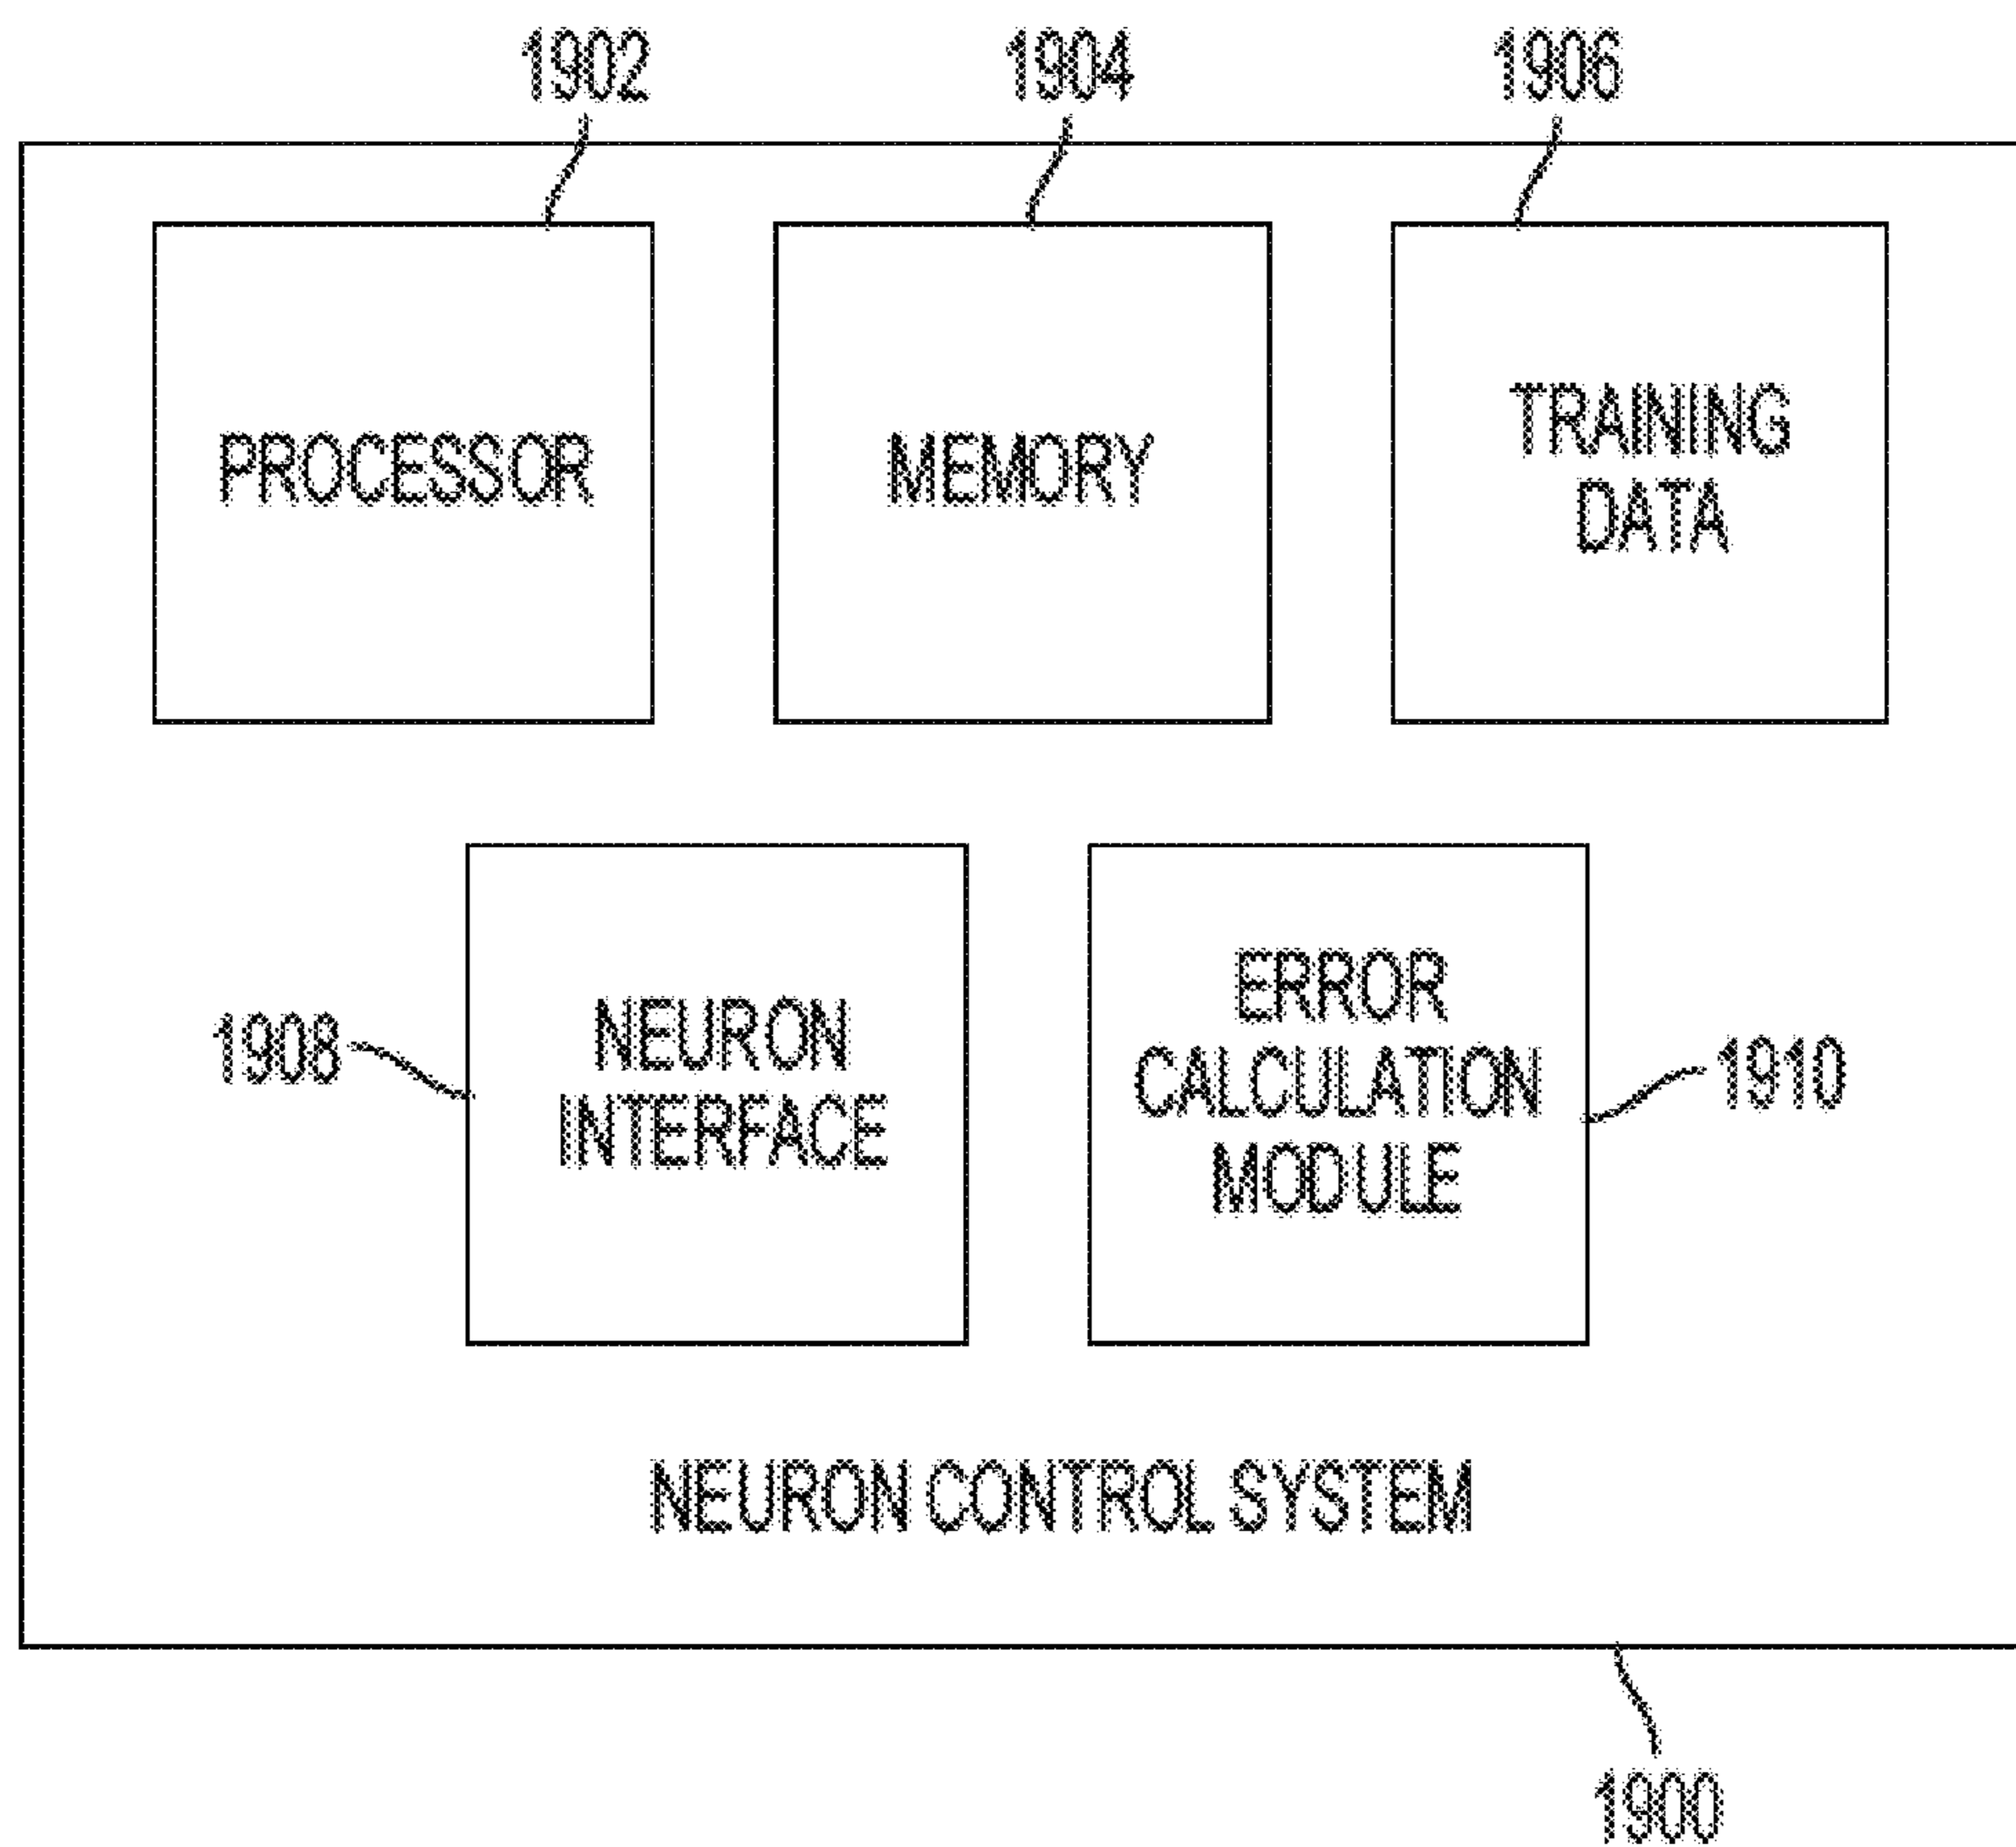 1902
1904
1906
PROCESSOR
MEMORY
TRAINING
DATA
1908
NEURON
INTERFACE
ERROR
CALCULATION
MODULE
1910
NEURON CONTROL SYSTEM
1900